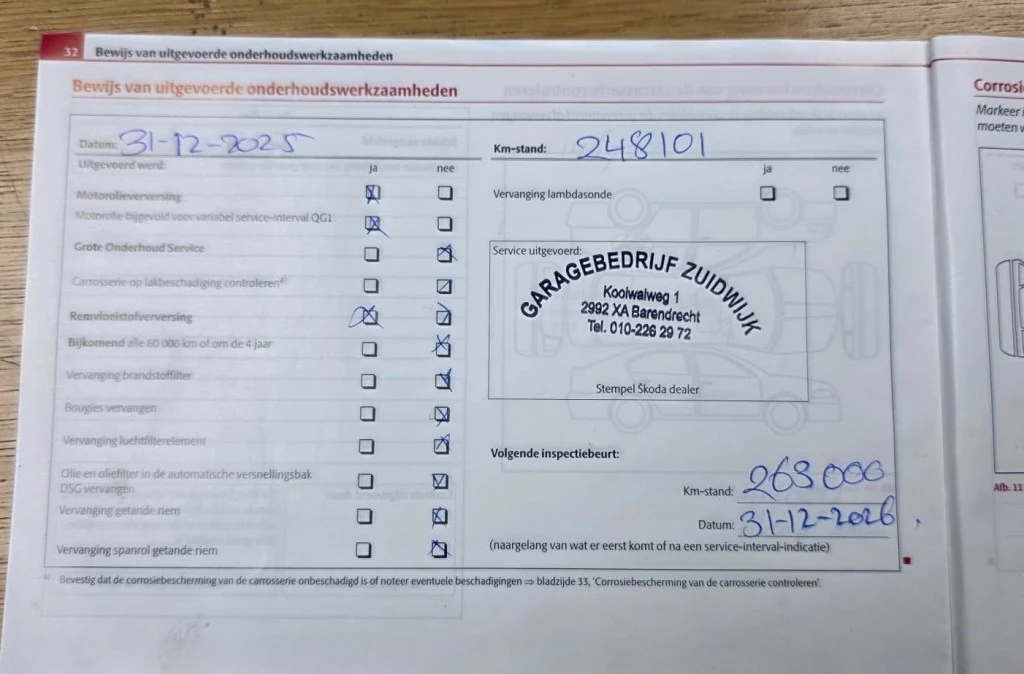 32 Bewijs van uitgevoerde onderhoudswerkzaamheden
Bewijs van uitgevoerde onderhoudswerkzaamheden
Datum: 31-12-2025
Km-stand: 248101
Uitgevoerd werd:
ja nee
Motorolieverversing
Motorolie bijgevuld voor variabel service-interval QG1
Grote Onderhoud Service
Carrosserie op lakbeschadiging controleren
Remvloeistofverversing
Bijkomend alle 60 000 km of om de 4 jaar
Vervanging brandstoffilter
Bougies vervangen
Vervanging luchtfilterelement
Olie en oliefilter in de automatische versnellingsbak
DSG vervangen
Vervanging getande riem
Vervanging spanrol getande riem
ja nee
Vervanging lambdasonde
Service uitgevoerd:
GARAGEBEDRIJF ZUIDWIJK
Koolwalweg 1
2992 XA Barendrecht
Tel. 010-226 29 72
Stempel Škoda dealer
Volgende inspectiebeurt:
Km-stand: 263000
Datum: 31-12-2026
(naargelang van wat er eerst komt of na een service-interval-indicatie)
Bevestig dat de corrosiebescherming van de carrosserie onbeschadigd is of noteer eventuele beschadigingen ⇒ bladzijde 33, 'Corrosiebescherming van de carrosserie controleren'.
Corrosi
Markeer
moeten
Afb. 11